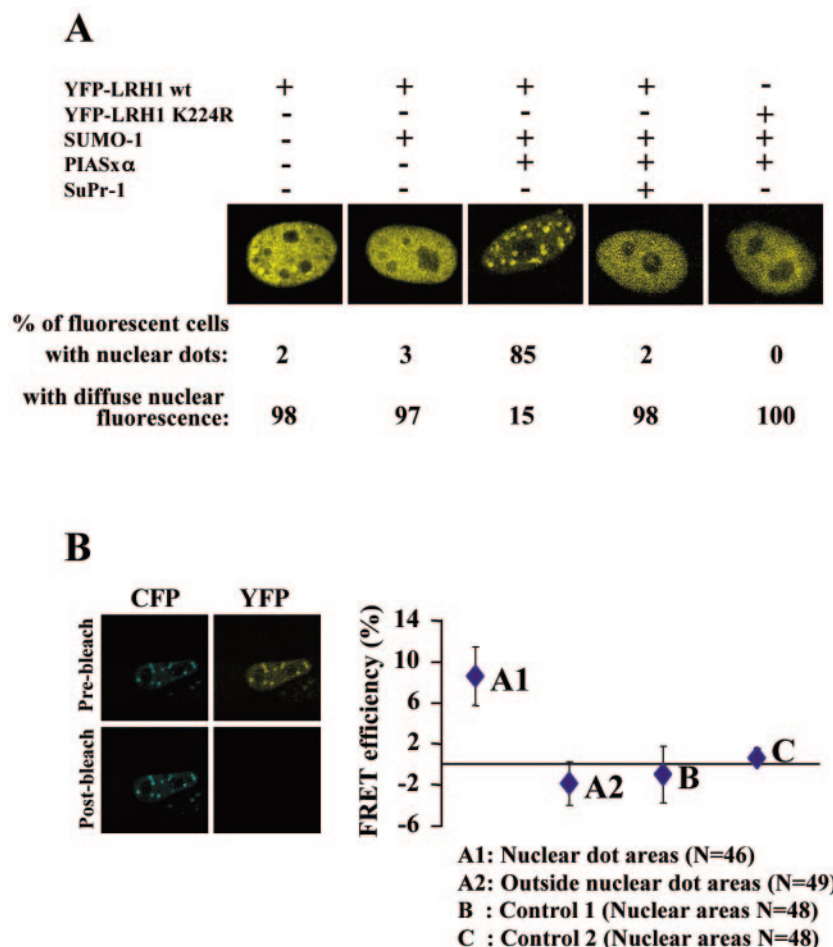 A
YFP-LRH1 wt + + + + -
YFP-LRH1 K224R - - - - +
SUMO-1 - + + + +
PIASxα - - + + +
SuPr-1 - - - + -
% of fluorescent cells
with nuclear dots: 2 3 85 2 0
with diffuse nuclear
fluorescence: 98 97 15 98 100
B
CFP YFP
Pre-bleach
Post-bleach
FRET efficiency (%)
14
10
6
2
-2
-6
A1
A2
B
C
A1: Nuclear dot areas (N=46)
A2: Outside nuclear dot areas (N=49)
B : Control 1 (Nuclear areas N=48)
C : Control 2 (Nuclear areas N=48)